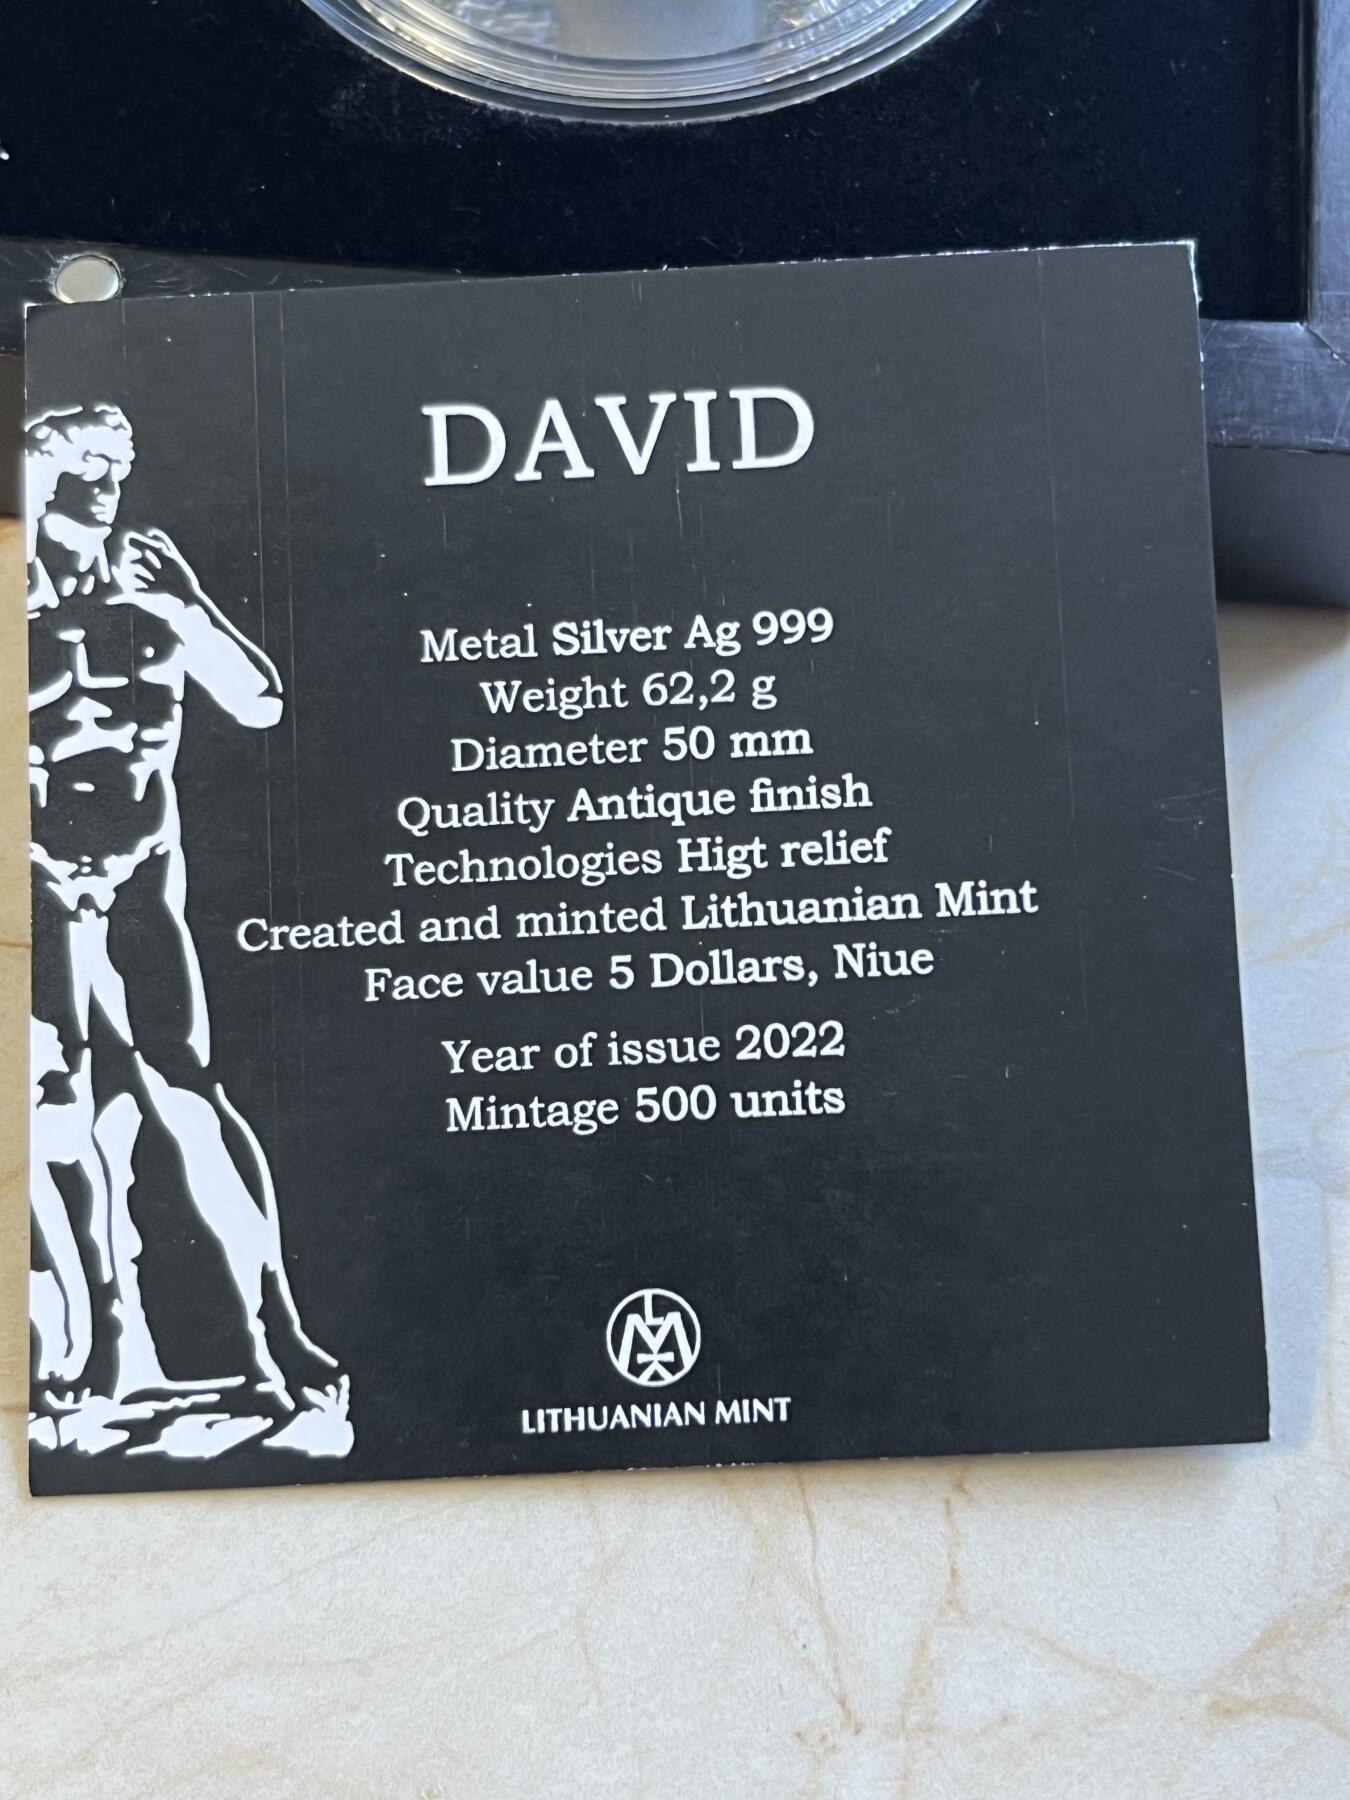 DAVID
Metal Silver Ag 999
Weight 62,2 g
Diameter 50 mm
Quality Antique finish
Technologies Higt relief
Created and minted Lithuanian Mint
Face value 5 Dollars, Niue
Year of issue 2022
Mintage 500 units
LM
LITHUANIAN MINT